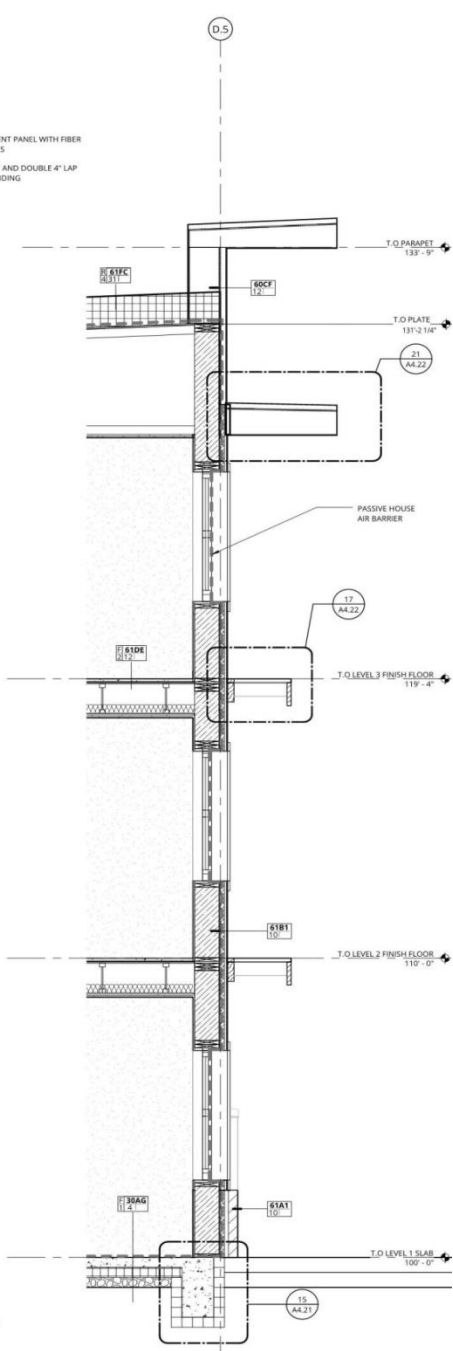 D.5
ENT PANEL WITH FIBER
S
AND DOUBLE 4" LAP
DING
T.O PARAPET
133' - 9"
R 61FC
4 31
60CF
12
T.O PLATE
131'-2 1/4"
21
A4.22
PASSIVE HOUSE
AIR BARRIER
17
A4.22
F 61DE
2 12
T.O LEVEL 3 FINISH FLOOR
119' - 4"
61B1
10
T.O LEVEL 2 FINISH FLOOR
110' - 0"
F 30AG
1 4
61A1
10
T.O LEVEL 1 SLAB
100' - 0"
15
A4.21